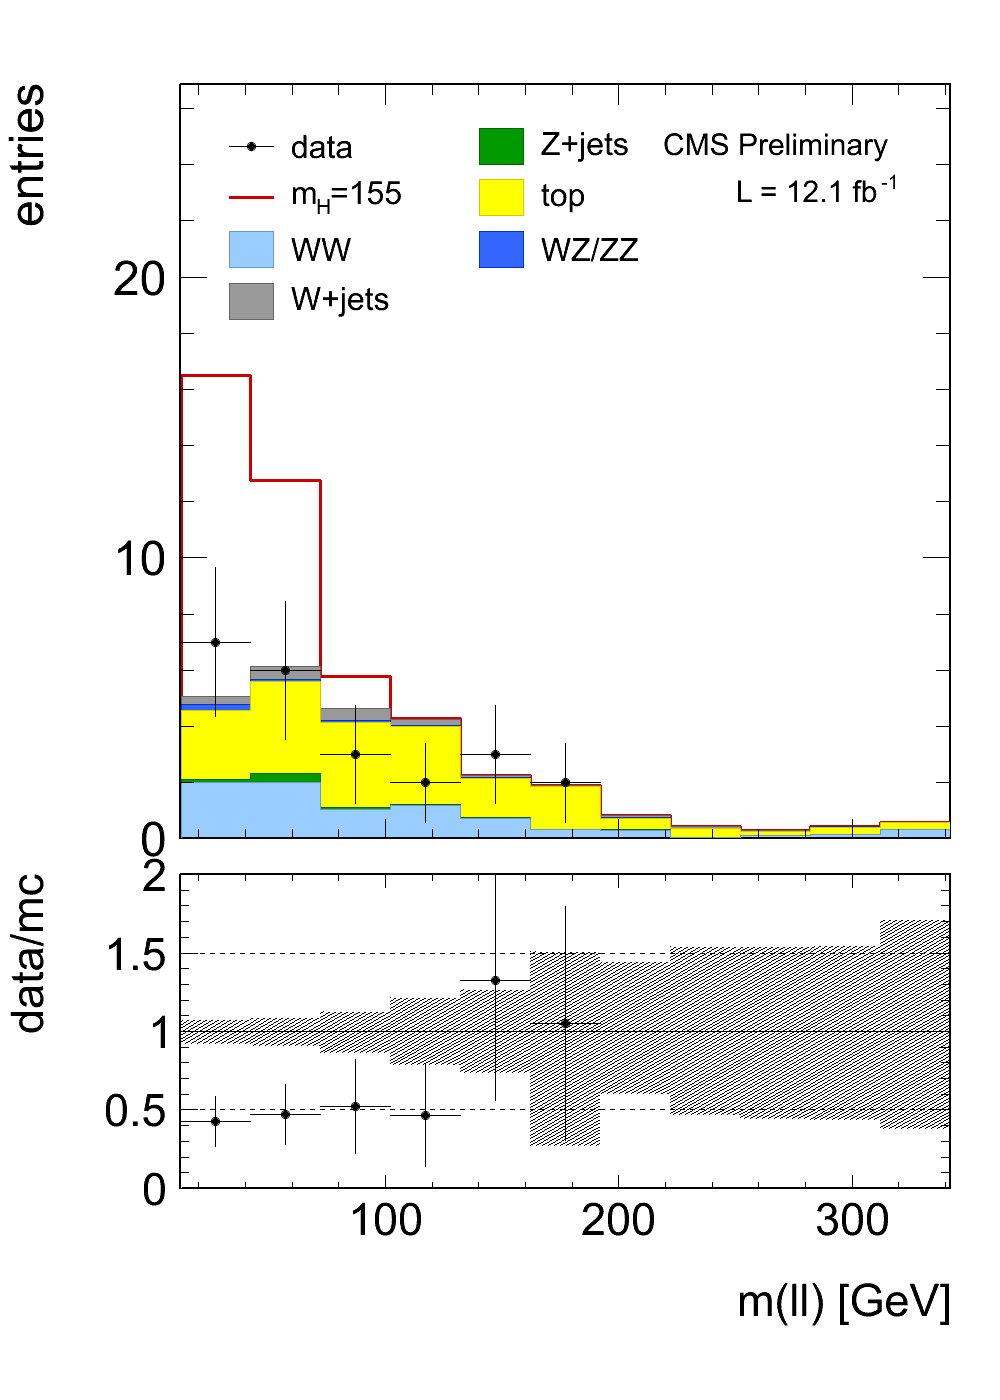 entries
data
m_H=155
WW
W+jets
Z+jets
top
WZ/ZZ
CMS Preliminary
L = 12.1 fb^-1
20
10
0
data/mc
2
1.5
1
0.5
0
100 200 300
m(ll) [GeV]